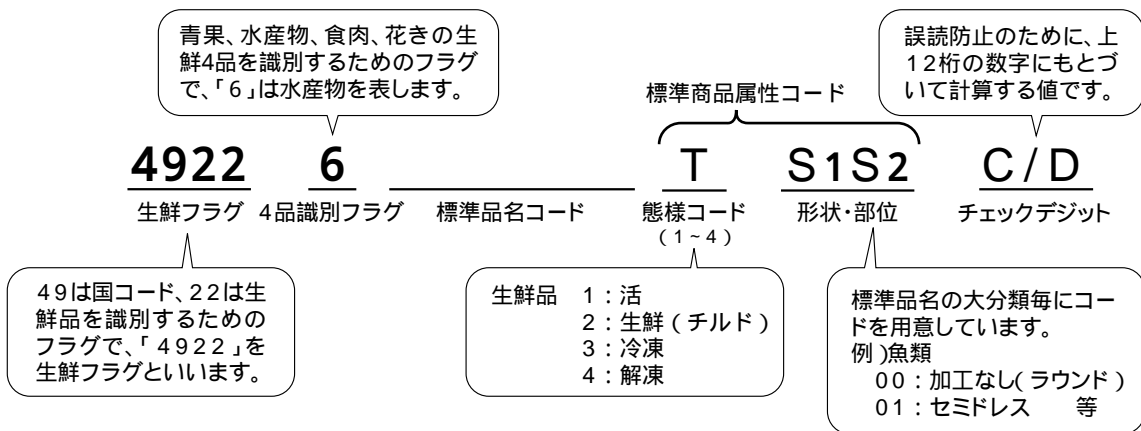 青果、水産物、食肉、花きの生
鮮4品を識別するためのフラグ
で、「6」は水産物を表します。
誤読防止のために、上
12桁の数字にもとづ
いて計算する値です。
標準商品属性コード
4922 6 T S1S2 C/D
生鮮フラグ 4品識別フラグ 標準品名コード 態様コード 形状・部位 チェックデジット
(1~4)
49は国コード、22は生
鮮品を識別するための
フラグで、「4922」を
生鮮フラグといいます。
生鮮品 1:活
2:生鮮(チルド)
3:冷凍
4:解凍
標準品名の大分類毎にコー
ドを用意しています。
例)魚類
00:加工なし(ラウンド)
01:セミドレス 等